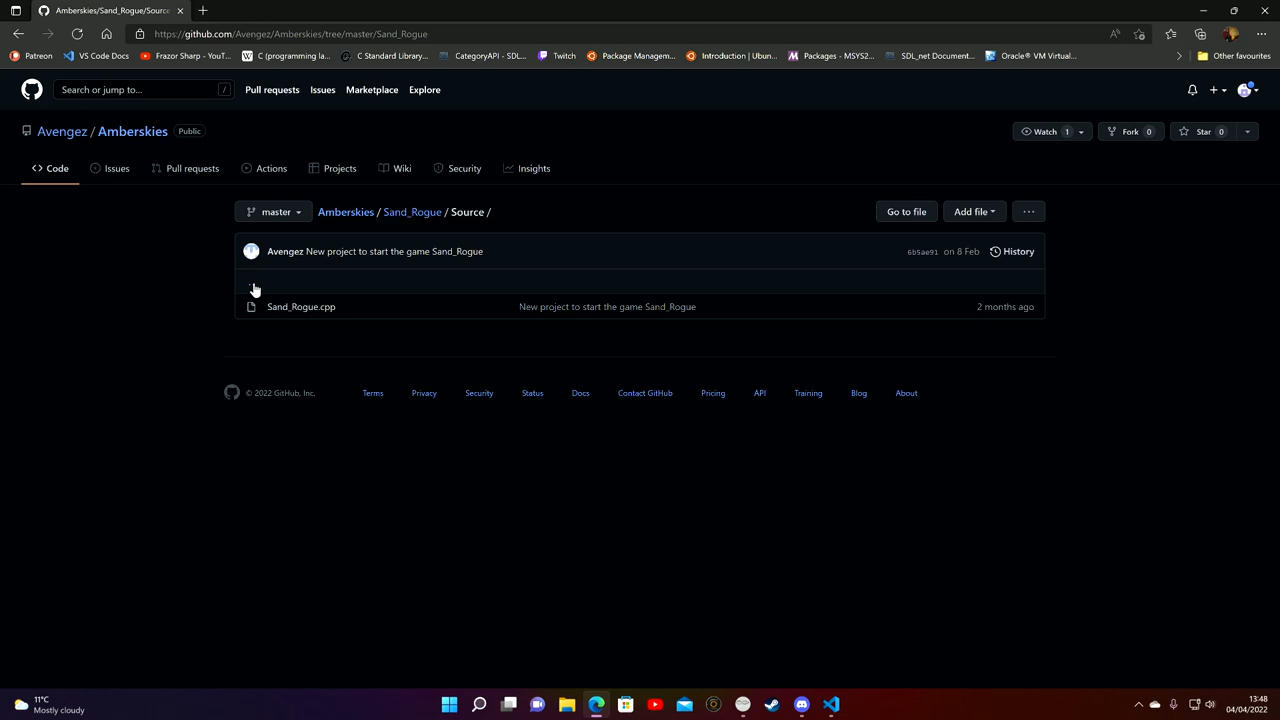 Amberskies/Sand_Rogue/Source
https://github.com/Avengez/Amberskies/tree/master/Sand_Rogue
Patreon VS Code Docs Frazor Sharp - YouT... C (programming la... C Standard Library... CategoryAPI - SDL... Twitch Package Managem... Introduction | Ubun... Packages - MSYS2... SDL_net Document... Oracle® VM Virtual... Other favourites
Search or jump to... / Pull requests Issues Marketplace Explore
Avengez / Amberskies Public Watch 1 Fork 0 Star 0
Code Issues Pull requests Actions Projects Wiki Security Insights
master Amberskies / Sand_Rogue / Source / Go to file Add file ...
Avengez New project to start the game Sand_Rogue 6b5ae91 on 8 Feb History
Sand_Rogue.cpp New project to start the game Sand_Rogue 2 months ago
© 2022 GitHub, Inc. Terms Privacy Security Status Docs Contact GitHub Pricing API Training Blog About
11°C
Mostly cloudy
13:48
04/04/2022